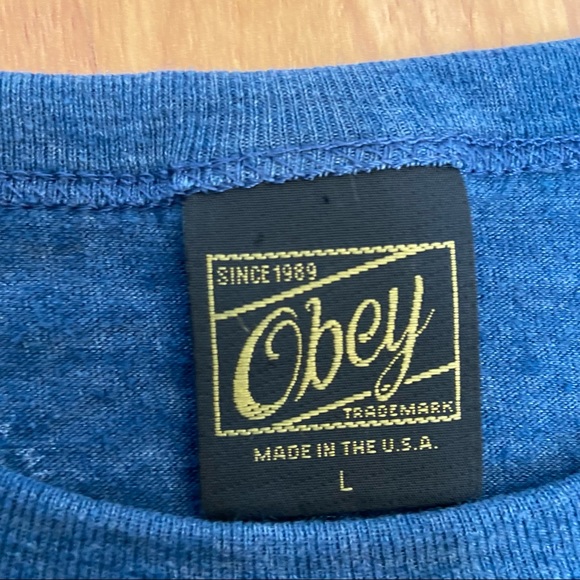 SINCE 1989
Obey
TRADEMARK
MADE IN THE U.S.A.
L